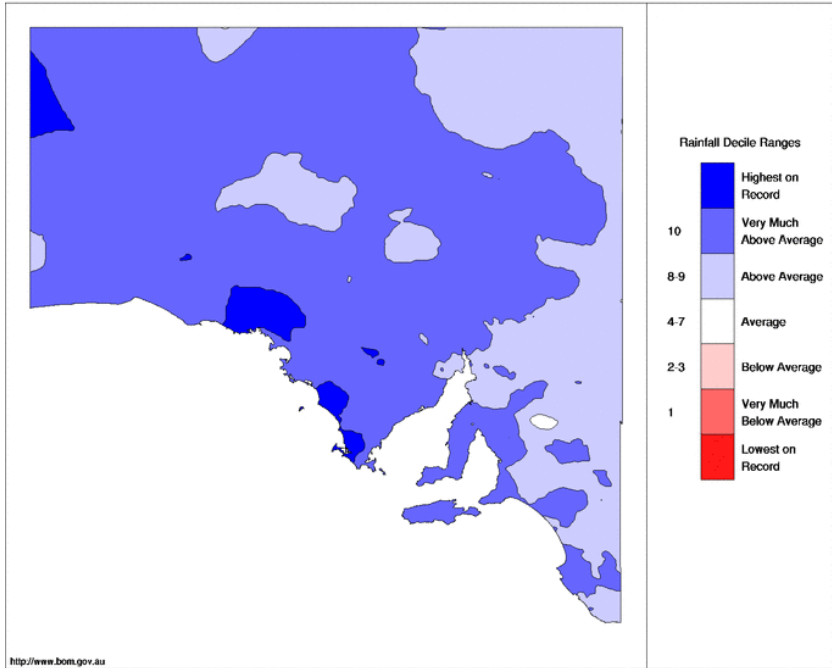 Rainfall Decile Ranges
Highest on
Record
10
Very Much
Above Average
8-9
Above Average
4-7
Average
2-3
Below Average
1
Very Much
Below Average
Lowest on
Record
http://www.bom.gov.au